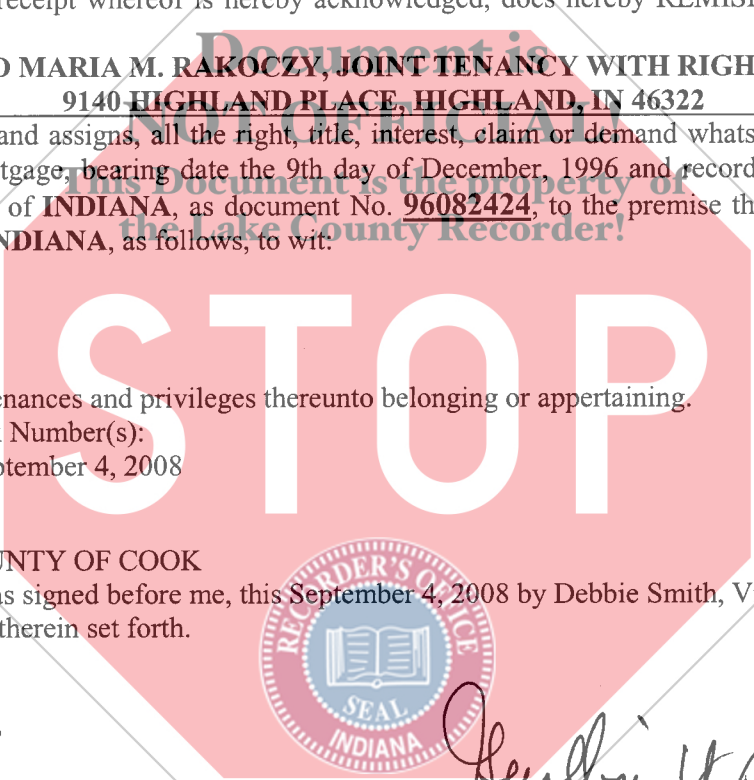 receipt whereof is hereby acknowledged, does hereby REMIS
Document is
D MARIA M. RAKOCZY, JOINT TENANCY WITH RIGH
9140 HIGHLAND PLACE, HIGHLAND, IN 46322
NOT OFFICIAL!
and assigns, all the right, title, interest, claim or demand whats
tgage, bearing date the 9th day of December, 1996 and record
This Document is the property of
of INDIANA, as document No. 96082424, to the premise th
the Lake County Recorder!
NDIANA, as follows, to wit:
STOP
enances and privileges thereunto belonging or appertaining.
Number(s):
ptember 4, 2008
UNTY OF COOK
as signed before me, this September 4, 2008 by Debbie Smith, V
therein set forth.
RECORDER'S OFFICE
SEAL
INDIANA